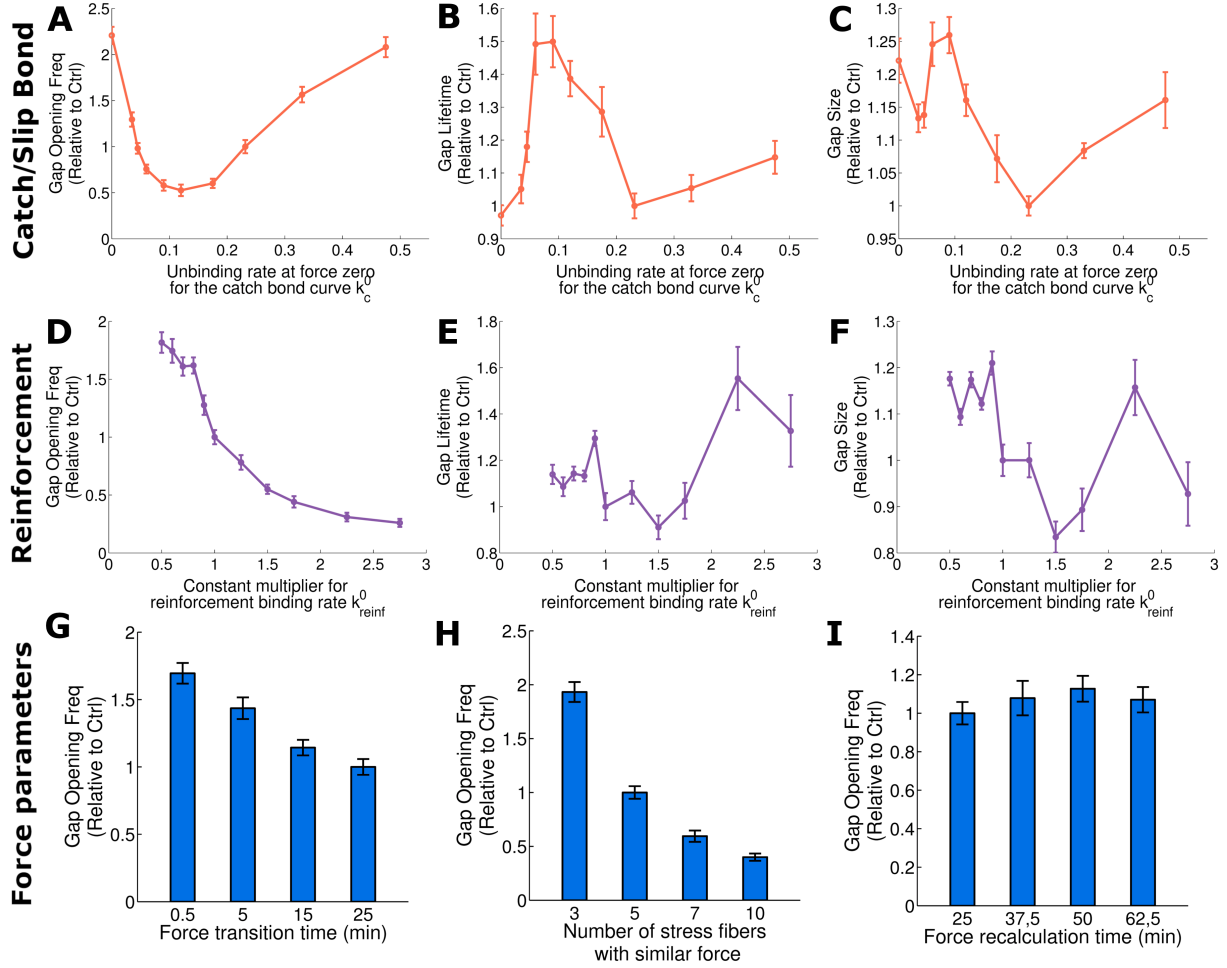 Catch/Slip Bond
A
Gap Opening Freq
(Relative to Ctrl)
2.5
2
1.5
1
0.5
0
0 0.1 0.2 0.3 0.4 0.5
Unbinding rate at force zero
for the catch bond curve k_c^0
B
Gap Lifetime
(Relative to Ctrl)
1.6
1.5
1.4
1.3
1.2
1.1
1
0.9
0 0.1 0.2 0.3 0.4 0.5
Unbinding rate at force zero
for the catch bond curve k_c^0
C
Gap Size
(Relative to Ctrl)
1.3
1.25
1.2
1.15
1.1
1.05
1
0.95
0 0.1 0.2 0.3 0.4 0.5
Unbinding rate at force zero
for the catch bond curve k_c^0
Reinforcement
D
Gap Opening Freq
(Relative to Ctrl)
2
1.5
1
0.5
0
0 0.5 1 1.5 2 2.5 3
Constant multiplier for
reinforcement binding rate k_reinf^0
E
Gap Lifetime
(Relative to Ctrl)
1.8
1.6
1.4
1.2
1
0.8
0 0.5 1 1.5 2 2.5 3
Constant multiplier for
reinforcement binding rate k_reinf^0
F
Gap Size
(Relative to Ctrl)
1.3
1.2
1.1
1
0.9
0.8
0 0.5 1 1.5 2 2.5 3
Constant multiplier for
reinforcement binding rate k_reinf^0
Force parameters
G
Gap Opening Freq
(Relative to Ctrl)
2
1.5
1
0.5
0
0.5 5 15 25
Force transition time (min)
H
Gap Opening Freq
(Relative to Ctrl)
2.5
2
1.5
1
0.5
0
3 5 7 10
Number of stress fibers
with similar force
I
Gap Opening Freq
(Relative to Ctrl)
1.4
1.2
1
0.8
0.6
0.4
0.2
0
25 37,5 50 62,5
Force recalculation time (min)